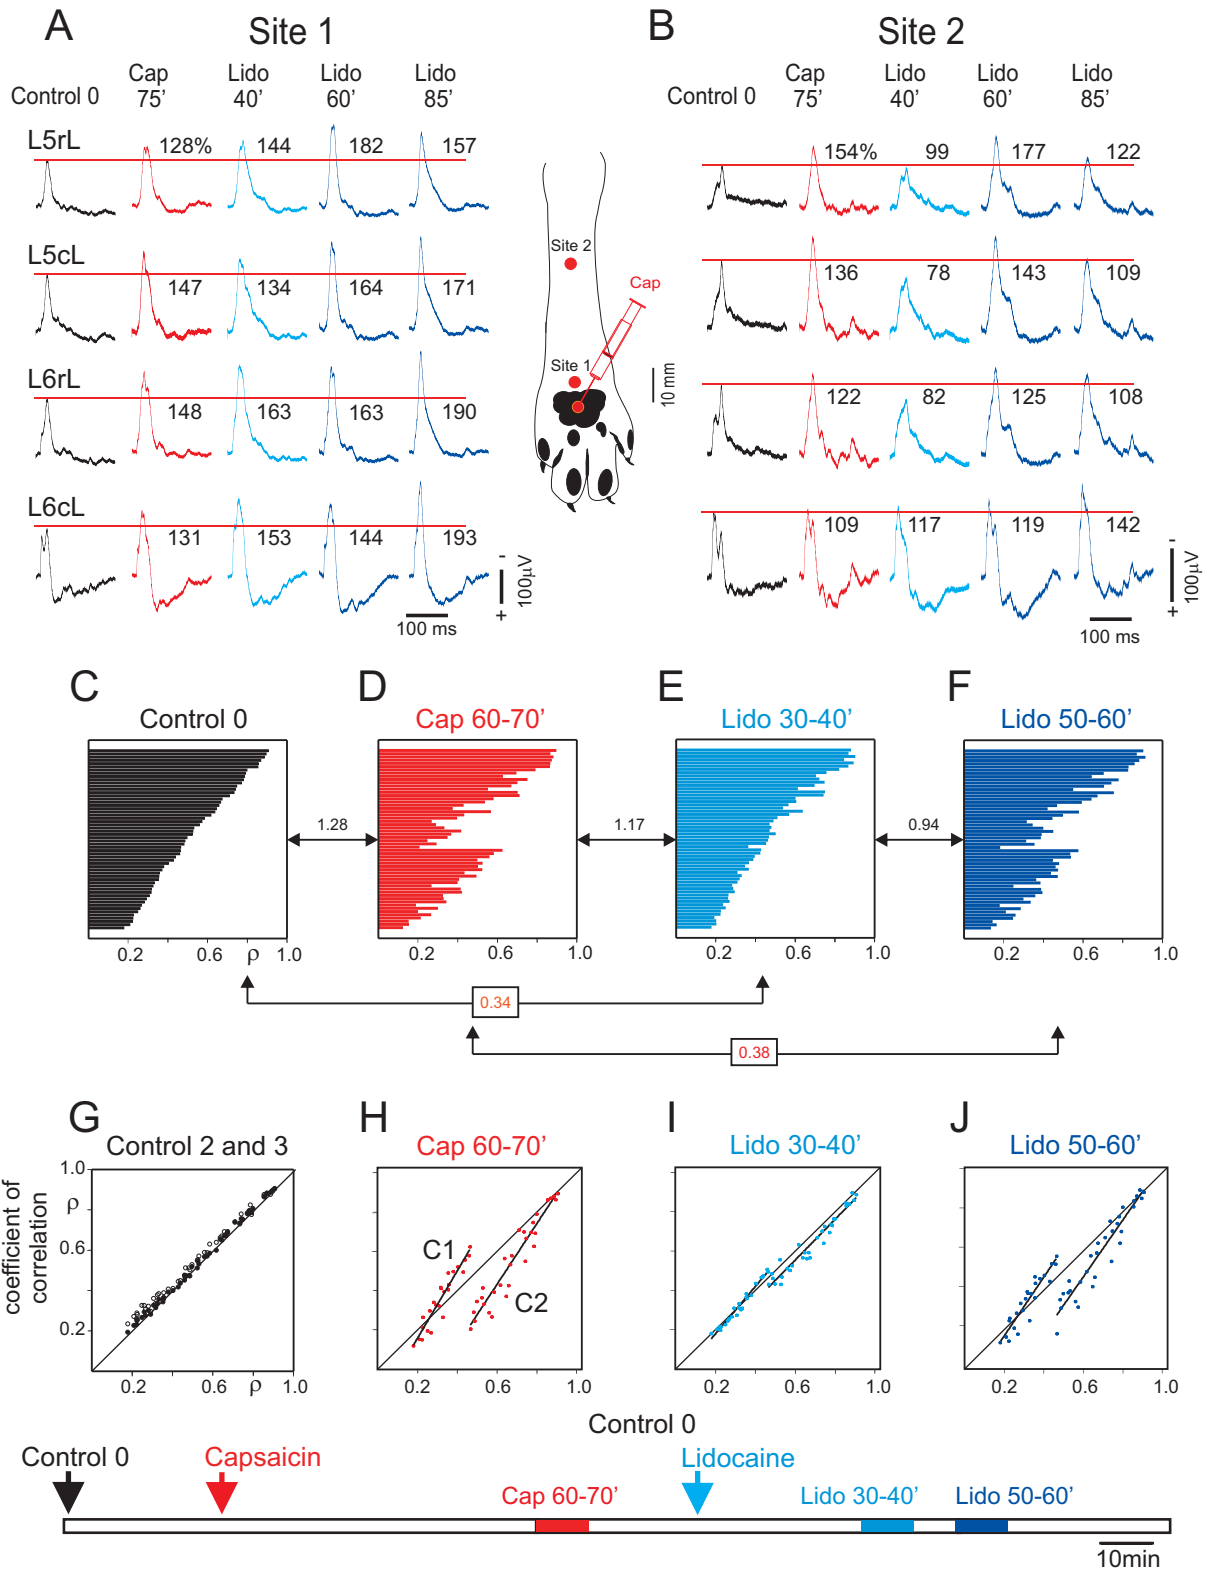 A
Site 1
B
Site 2
Control 0
Cap 75'
Lido 40'
Lido 60'
Lido 85'
Control 0
Cap 75'
Lido 40'
Lido 60'
Lido 85'
L5rL
128%
144
182
157
154%
99
177
122
L5cL
147
134
164
171
136
78
143
109
L6rL
148
163
163
190
122
82
125
108
L6cL
131
153
144
193
109
117
119
142
Site 2
Cap
Site 1
10 mm
-
100µV
+
100 ms
-
100µV
+
100 ms
C
D
E
F
Control 0
Cap 60-70'
Lido 30-40'
Lido 50-60'
1.28
1.17
0.94
0.2 0.6 ρ 1.0
0.2 0.6 1.0
0.2 0.6 1.0
0.2 0.6 1.0
0.34
0.38
G
H
I
J
Control 2 and 3
Cap 60-70'
Lido 30-40'
Lido 50-60'
coefficient of
correlation
1.0
ρ
0.6
0.2
C1
C2
0.2 0.6 ρ 1.0
0.2 0.6 1.0
0.2 0.6 1.0
0.2 0.6 1.0
Control 0
Control 0
Capsaicin
Lidocaine
Cap 60-70'
Lido 30-40'
Lido 50-60'
10min